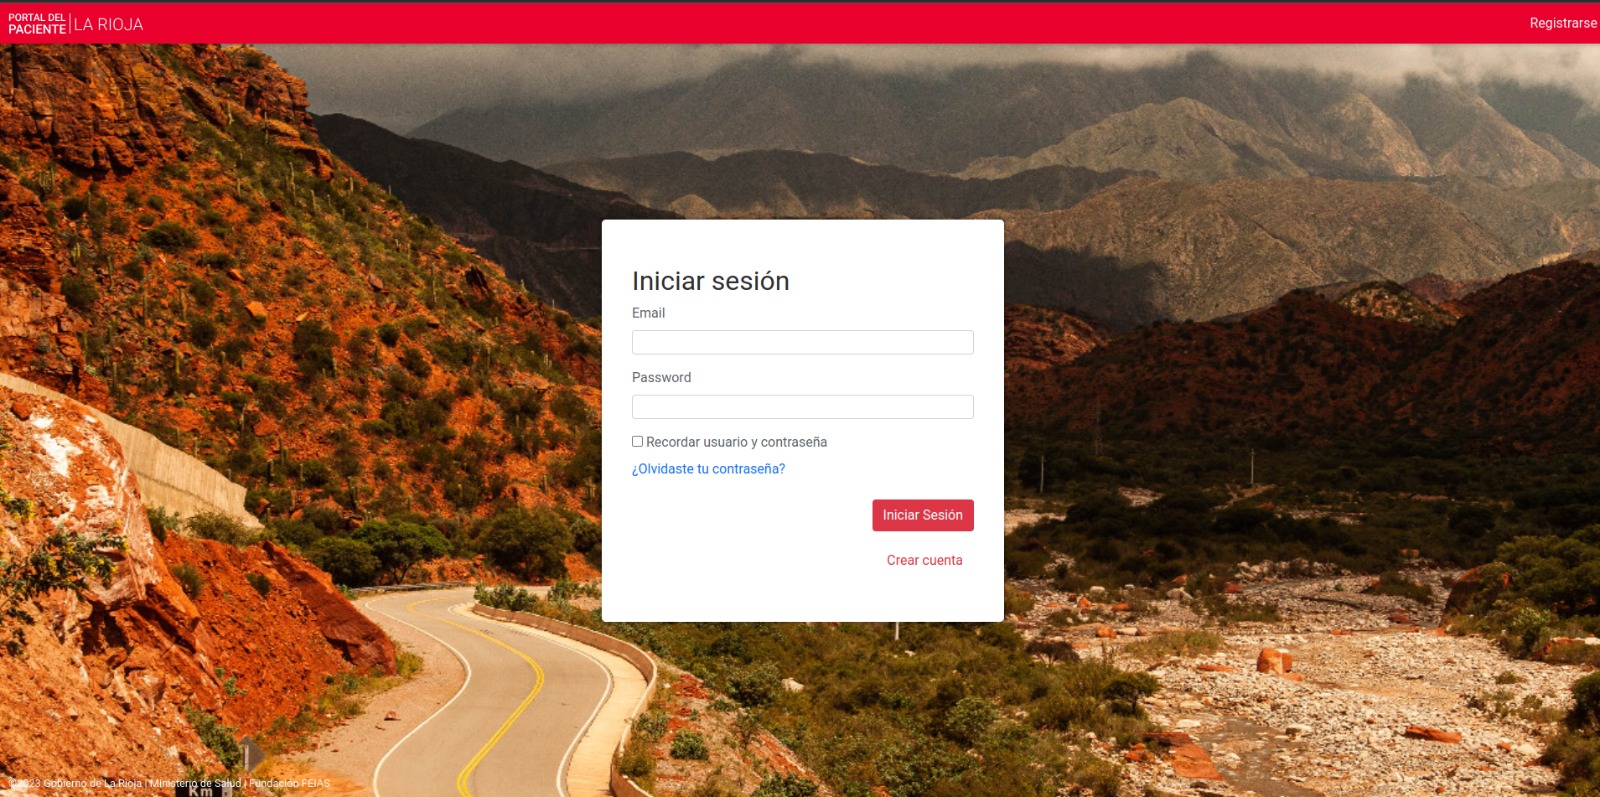 PORTAL DEL
PACIENTE
LA RIOJA
Registrarse
Iniciar sesión
Email
Password
Recordar usuario y contraseña
¿Olvidaste tu contraseña?
Iniciar Sesión
Crear cuenta
©2023 Gobierno de La Rioja | Ministerio de Salud | Fundación FEIAS
Km